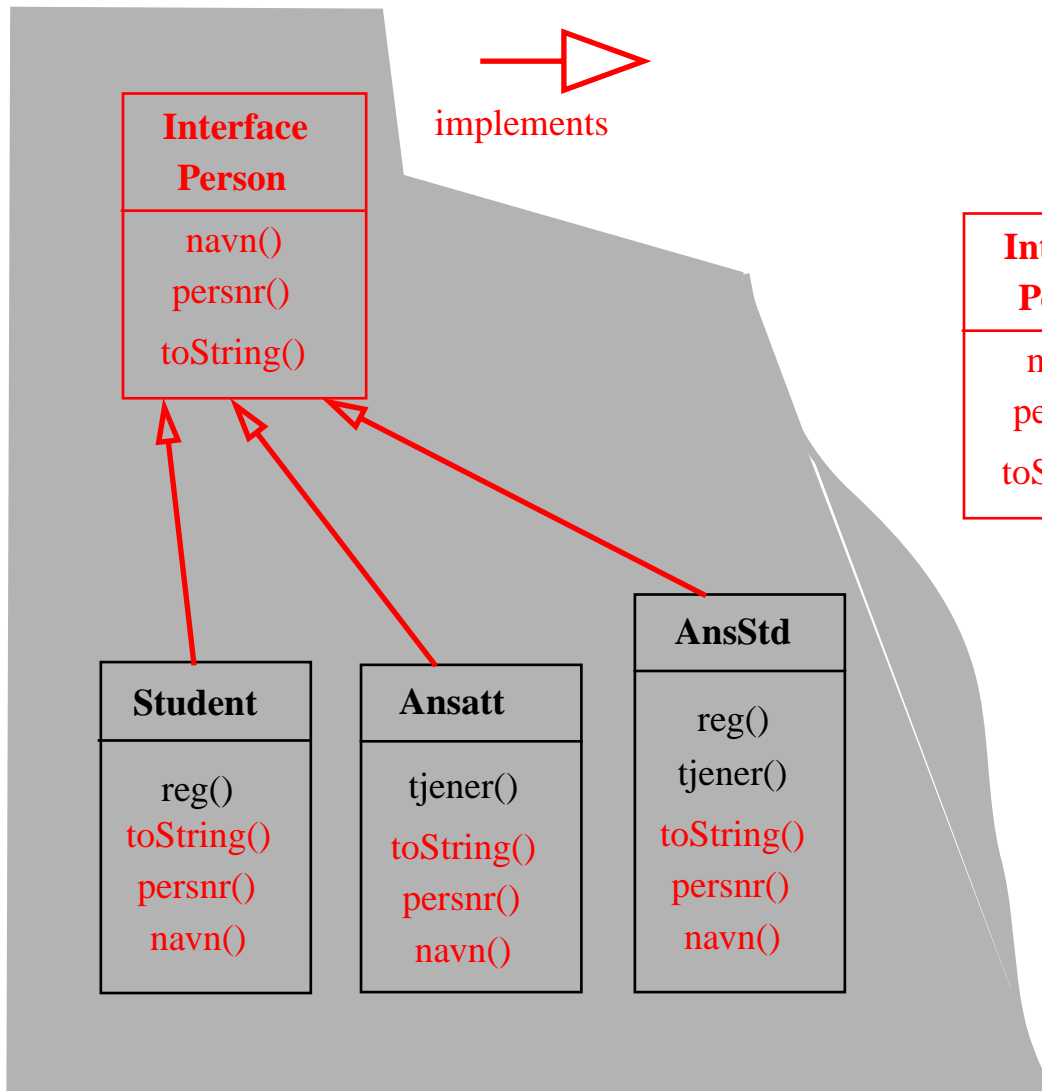 implements
Interface
Person
navn()
persnr()
toString()
Student
reg()
toString()
persnr()
navn()
Ansatt
tjener()
toString()
persnr()
navn()
AnsStd
reg()
tjener()
toString()
persnr()
navn()